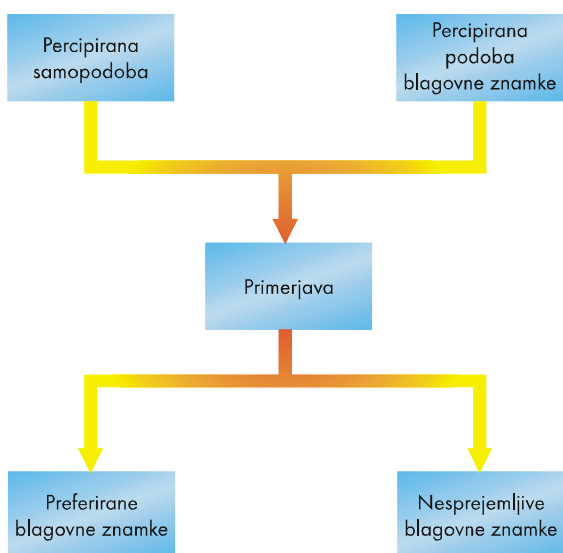 Percipirana
samopodoba
Percipirana
podoba
blagovne znamke
Primerjava
Preferirane
blagovne znamke
Nesprejemljive
blagovne znamke